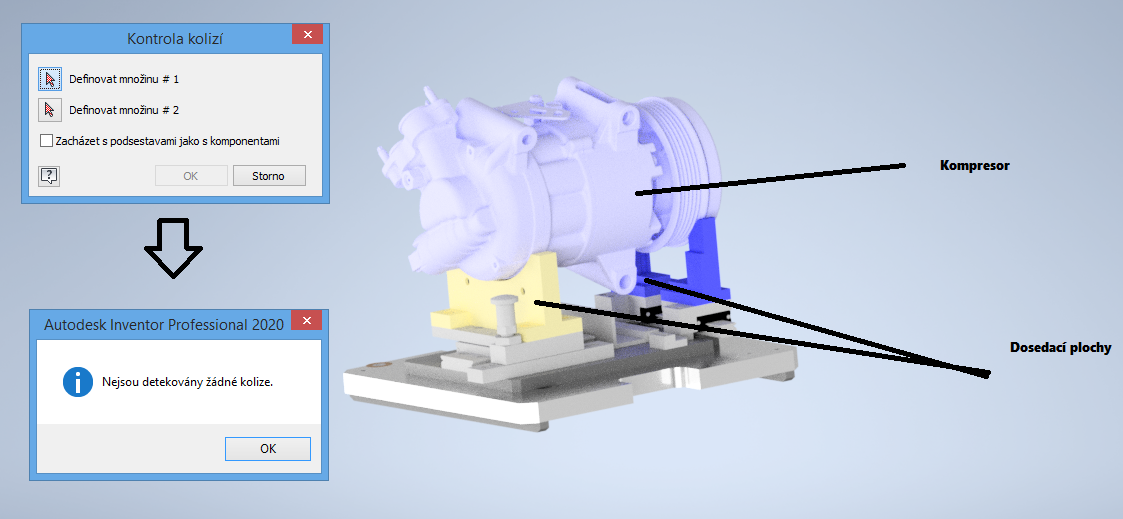 Kontrola kolizí
Definovat množinu # 1
Definovat množinu # 2
Zacházet s podsestavami jako s komponentami
?
OK
Storno
Autodesk Inventor Professional 2020
Nejsou detekovány žádné kolize.
OK
Kompresor
Dosedací plochy